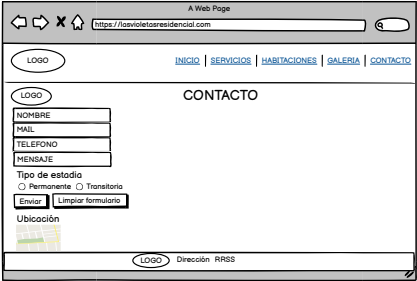 A Web Page
https://losvioletosresidencial.com
LOGO
INICIO SERVICIOS HABITACIONES GALERIA CONTACTO
LOGO
CONTACTO
NOMBRE
MAIL
TELEFONO
MENSAJE
Tipo de estadia
Permanente Transitoria
Enviar Limpiar formulario
Ubicación
LOGO Dirección RRSS